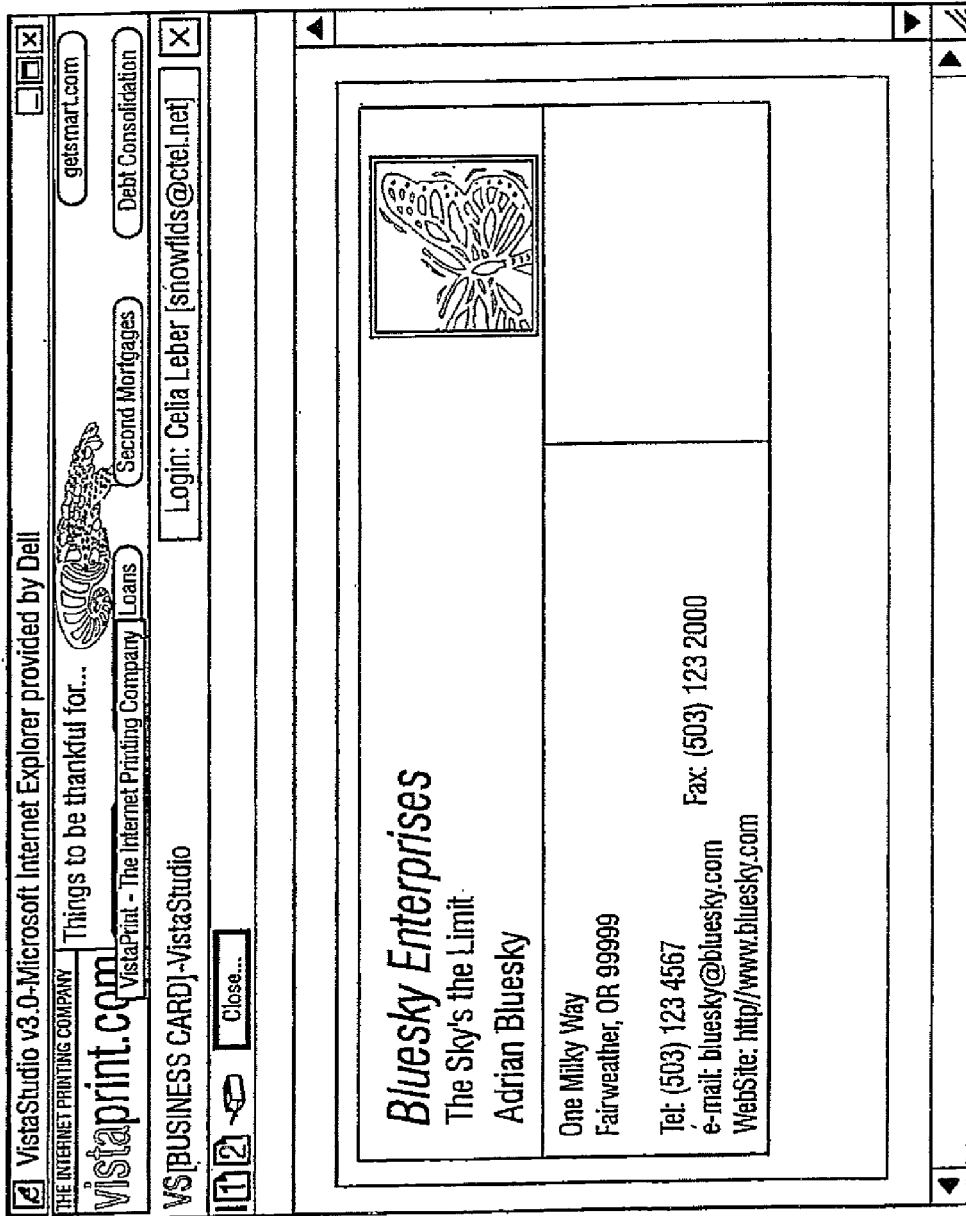 VistaStudio v3.0-Microsoft Internet Explorer provided by Dell
THE INTERNET PRINTING COMPANY
vistaprint.com
Things to be thankful for...
getsmart.com
VistaPrint - The Internet Printing Company
Loans
Second Mortgages
Debt Consolidation
VS[BUSINESS CARD]-VistaStudio
Login: Celia Leber [snowflds@ctel.net]
1 2
Close...
Bluesky Enterprises
The Sky's the Limit
Adrian Bluesky
One Milky Way
Fairweather, OR 99999
Tel: (503) 123 4567
e-mail: bluesky@bluesky.com Fax: (503) 123 2000
WebSite: http//www.bluesky.com